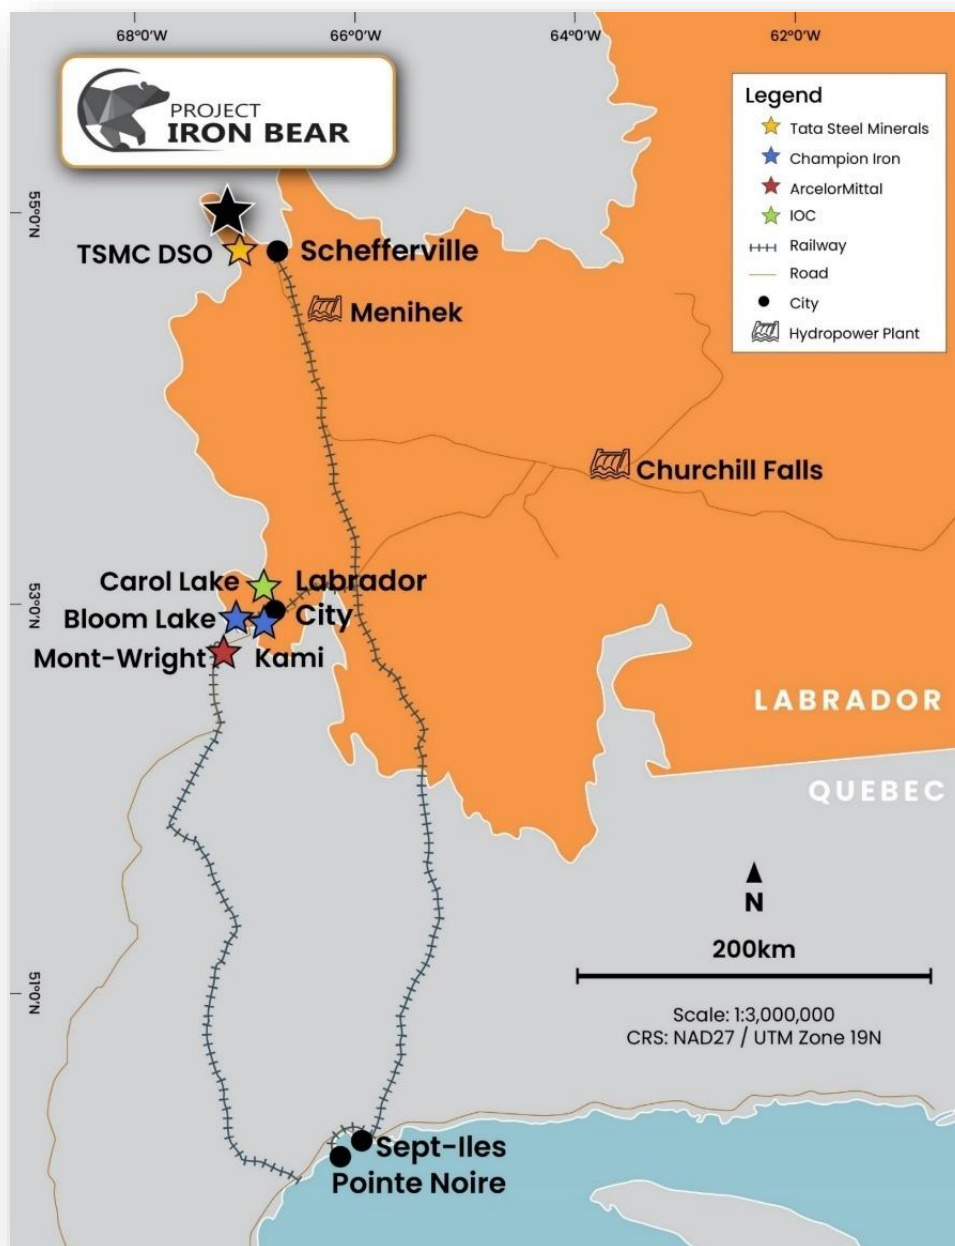 68°0'W
66°0'W
64°0'W
62°0'W
PROJECT
IRON BEAR
Legend
Tata Steel Minerals
Champion Iron
ArcelorMittal
IOC
Railway
Road
City
Hydropower Plant
55°0'N
TSMC DSO
Schefferville
Menihek
Churchill Falls
53°0'N
Carol Lake
Labrador
City
Bloom Lake
Mont-Wright
Kami
LABRADOR
QUEBEC
N
200km
51°0'N
Scale: 1:3,000,000
CRS: NAD27 / UTM Zone 19N
Sept-Iles
Pointe Noire